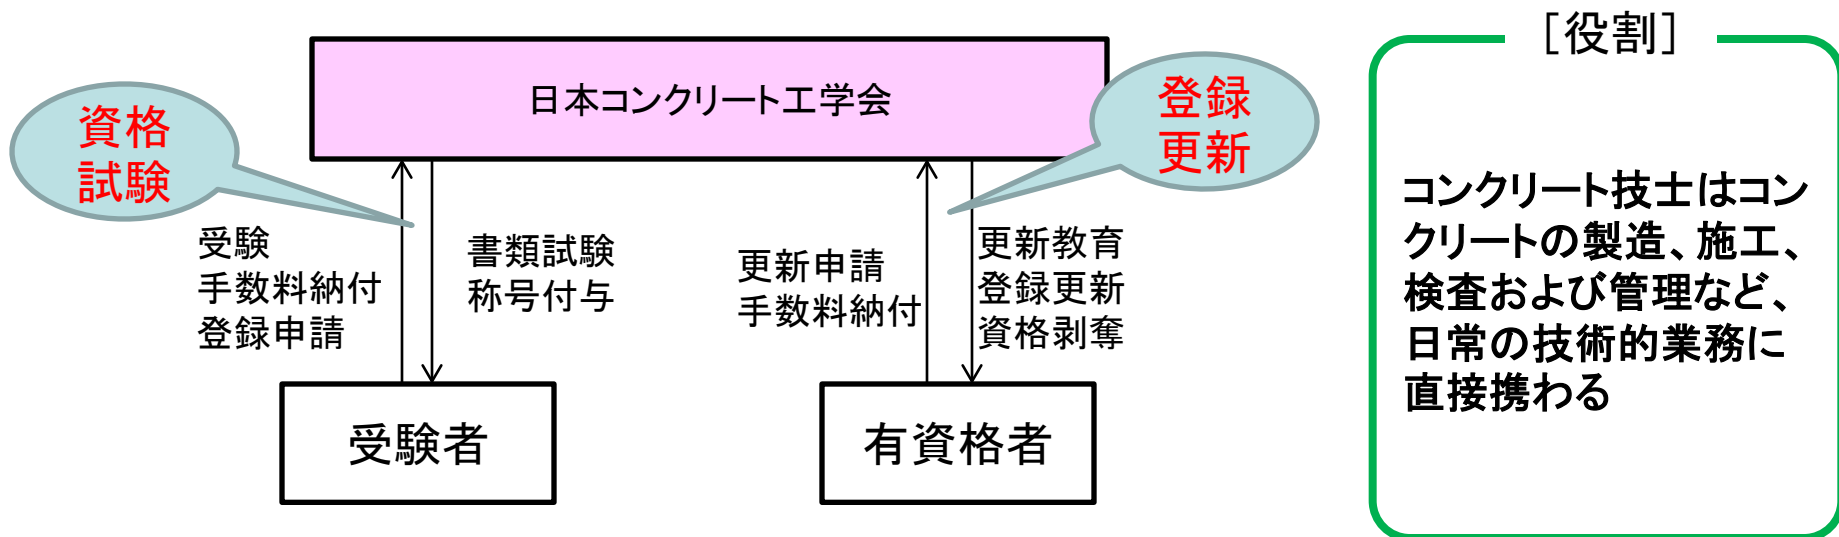 日本コンクリート工学会
資格
試験
登録
更新
受験
手数料納付
登録申請
書類試験
称号付与
更新申請
手数料納付
更新教育
登録更新
資格剥奪
受験者
有資格者
［役割］
コンクリート技士はコン
クリートの製造、施工、
検査および管理など、
日常の技術的業務に
直接携わる